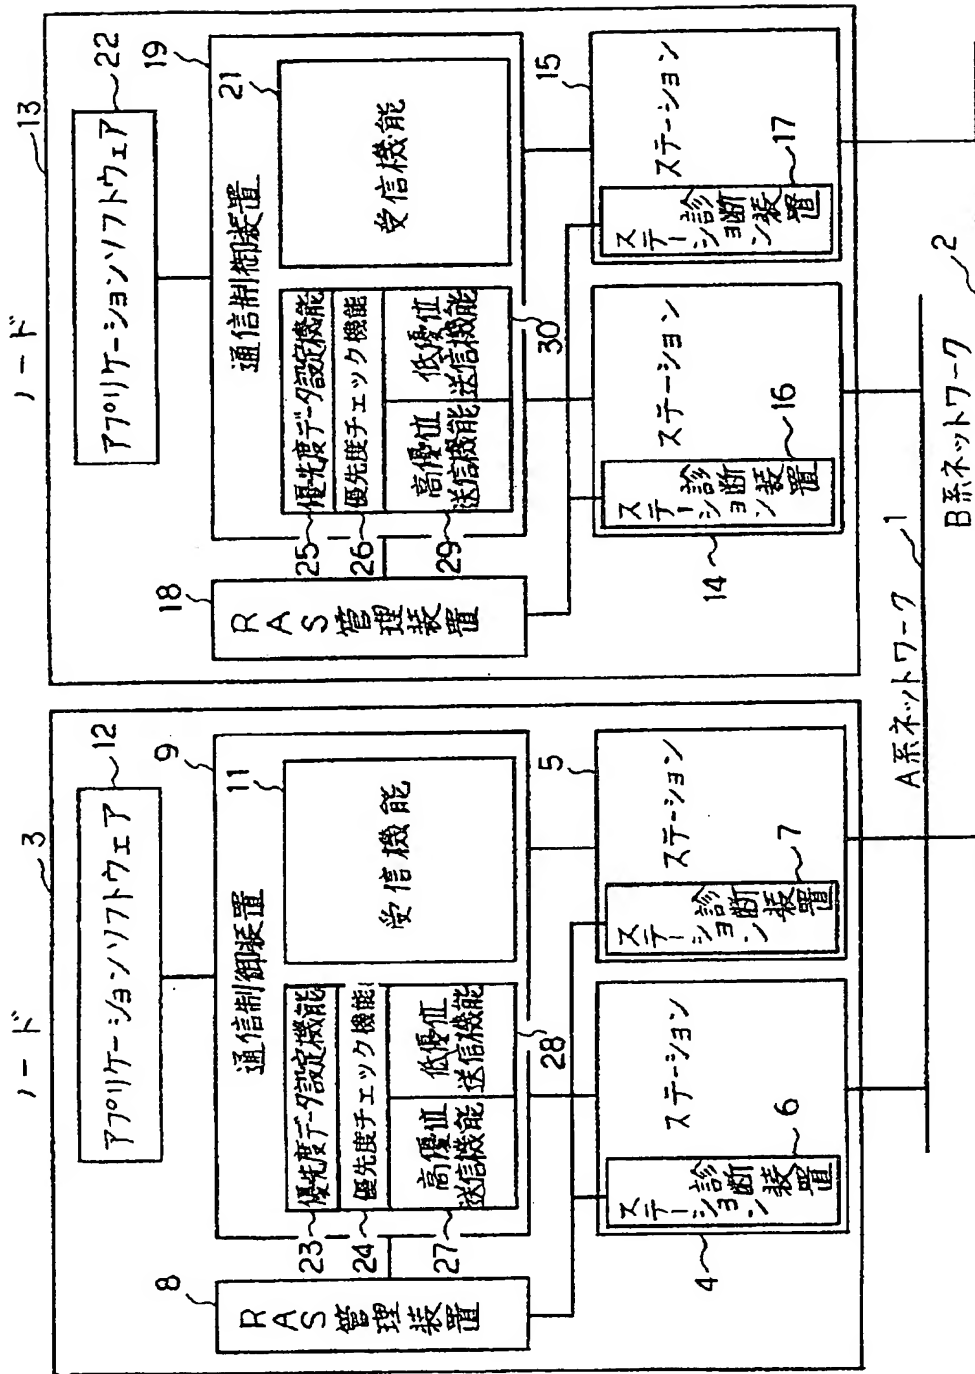 ノード
3
アプリケーションソフトウェア
12
9
通信制御装置
11
受信機能
優先度データ設定機能
23
優先度チェック機能
24
高優値
送信機能
27
低優値
送信機能
28
8
RAS管理装置
ステーション
5
ステーション診断装置
7
ステーション
4
ステーション診断装置
6
ノード
13
アプリケーションソフトウェア
22
19
通信制御装置
21
受信機能
優先度データ設定機能
25
優先度チェック機能
26
高優値
送信機能
29
低優値
送信機能
30
18
RAS管理装置
ステーション
15
ステーション診断装置
17
ステーション
14
ステーション診断装置
16
A系ネットワーク
1
B系ネットワーク
2